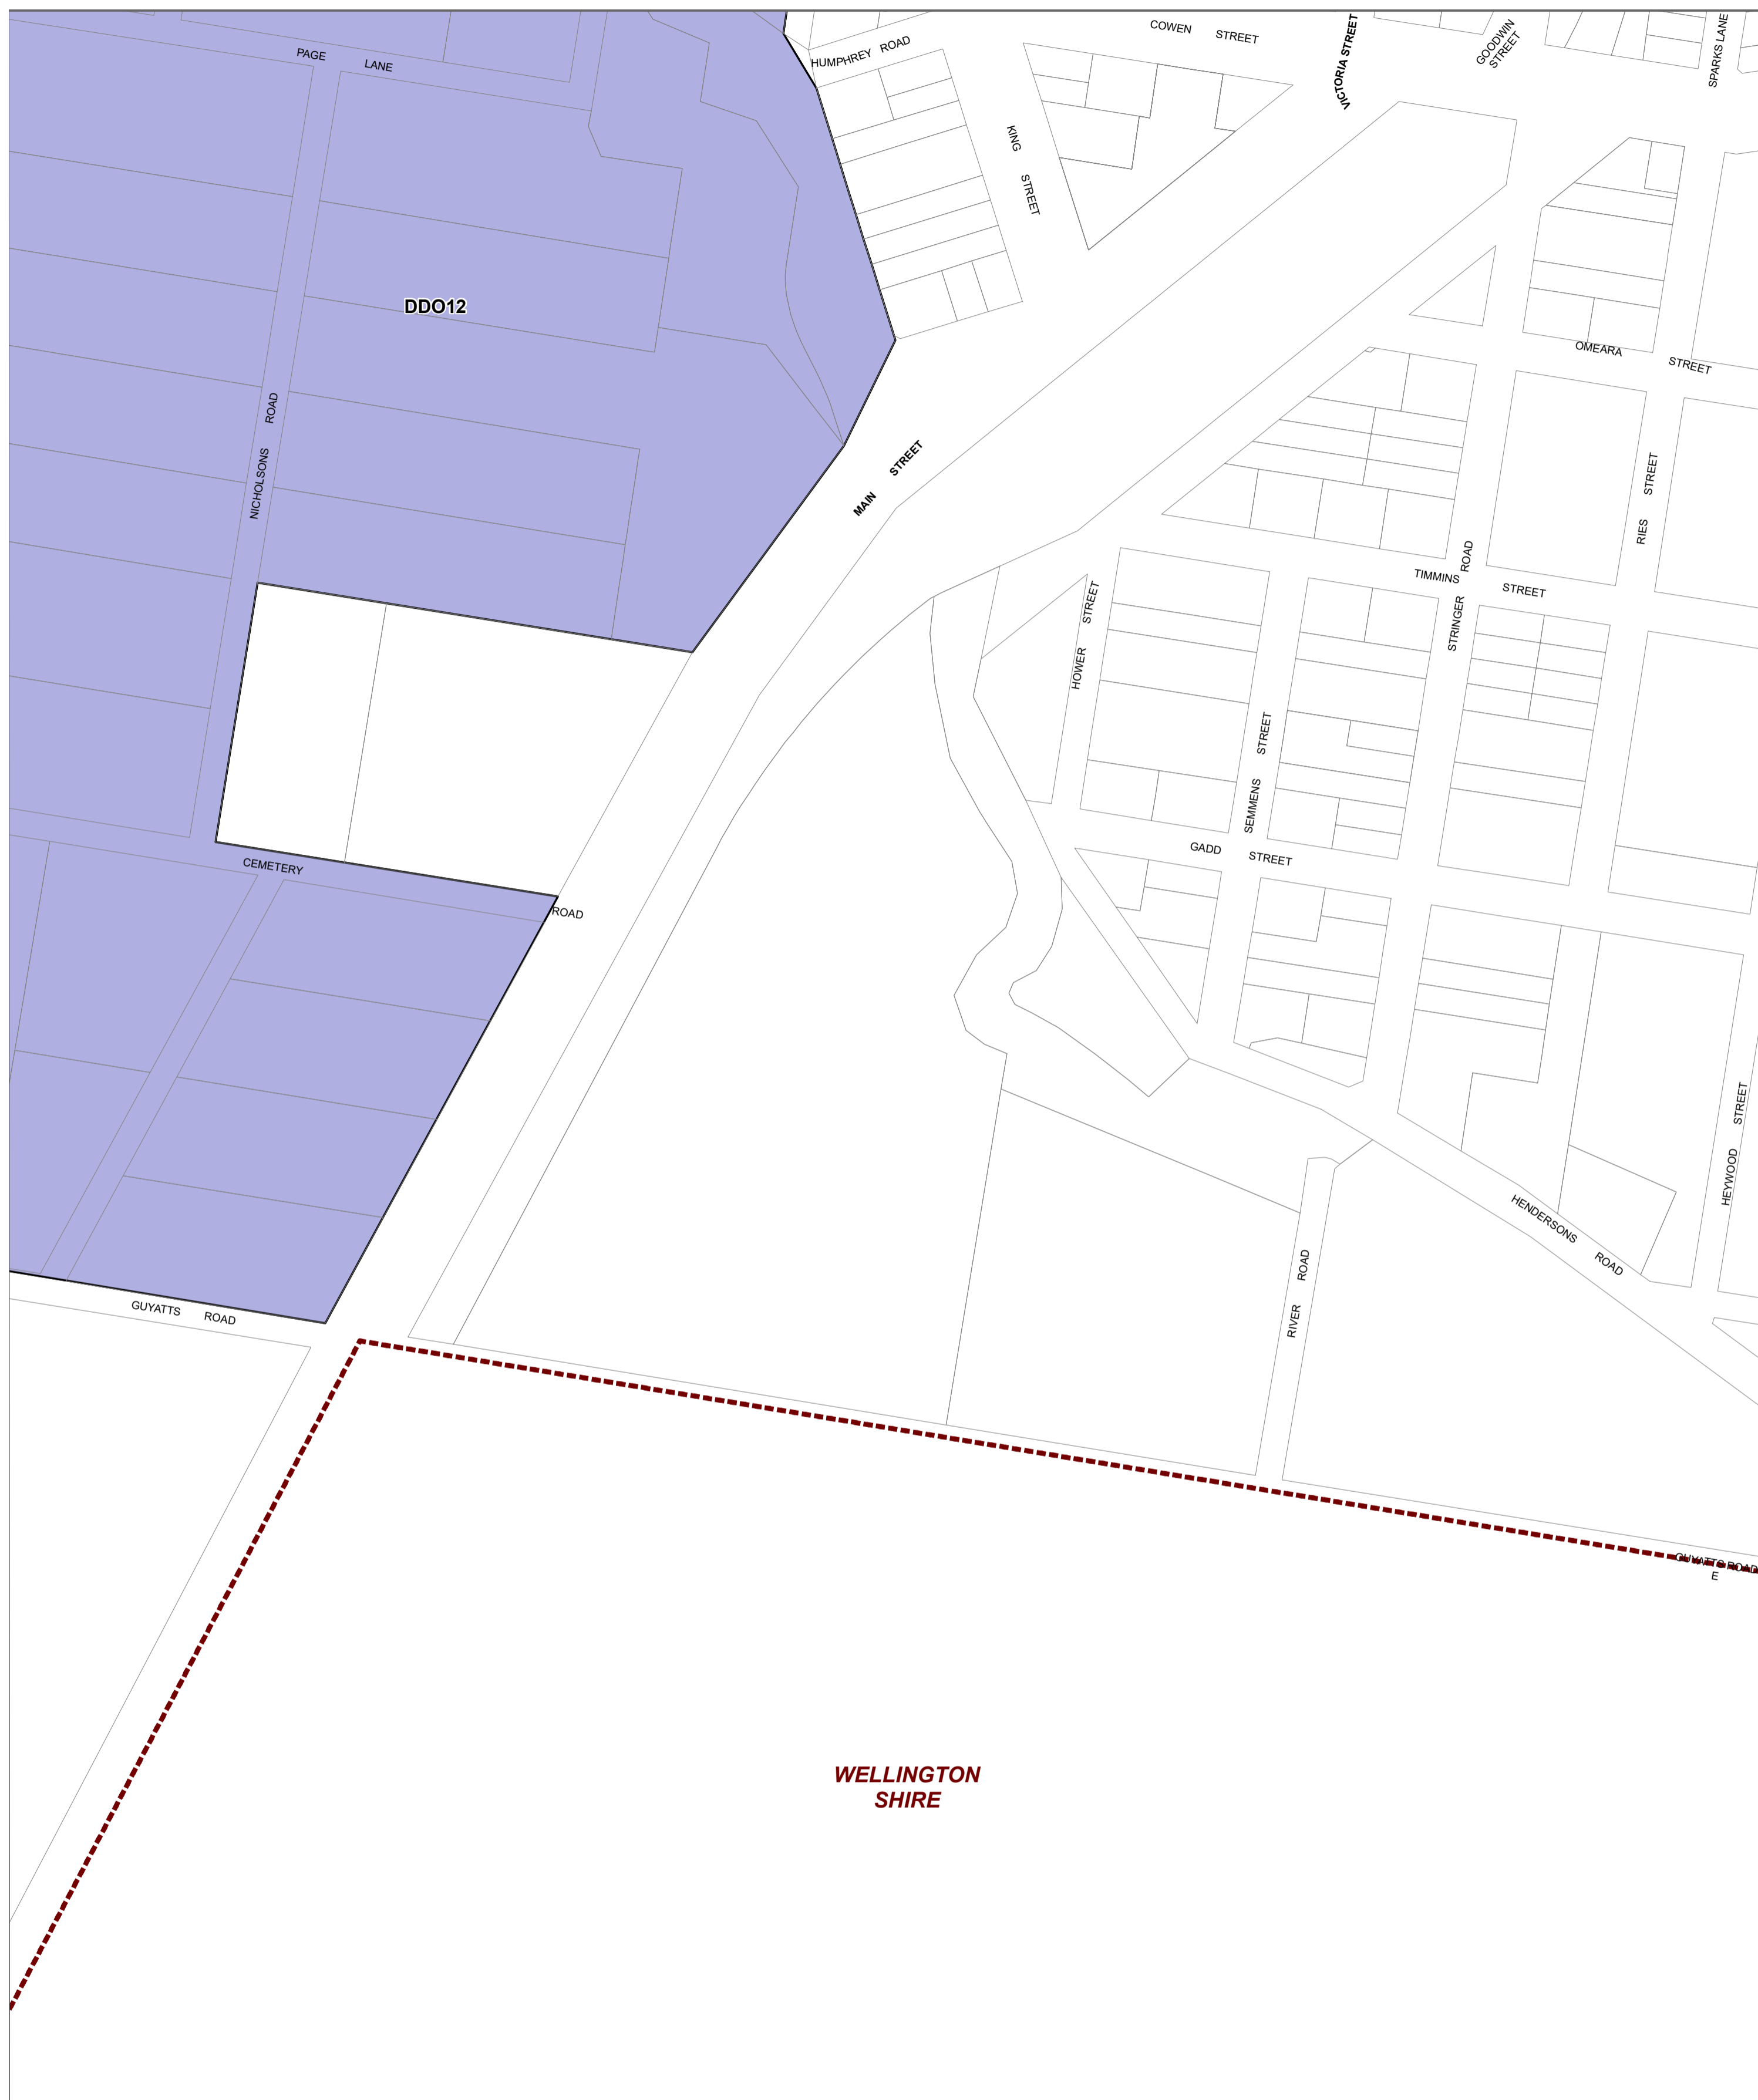 COWEN STREET
VICTORIA STREET
GOODWIN
STREET
SPARKS LANE
PAGE LANE
HUMPHREY ROAD
KING STREET
DDO12
OMEARA STREET
NICHOLSONS ROAD
MAIN STREET
RIES STREET
TIMMINS STREET
STRINGER ROAD
HOWER STREET
SEMMENS STREET
GADD STREET
CEMETERY ROAD
HEYWOOD STREET
HENDERSONS ROAD
RIVER ROAD
GUYATTS ROAD
GUYATTS ROAD
E
WELLINGTON
SHIRE